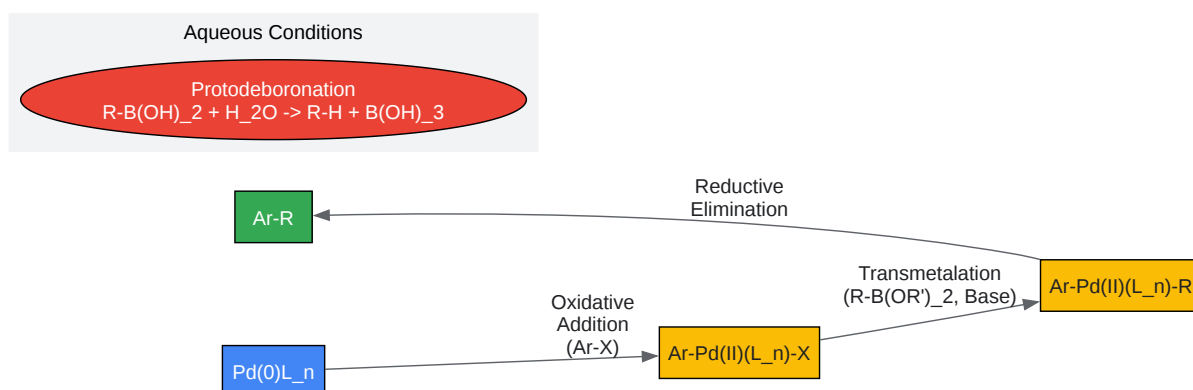 Aqueous Conditions
Protodeboronation
R-B(OH)_2 + H_2O -> R-H + B(OH)_3
Reductive
Elimination
Ar-R
Transmetalation
(R-B(OR')_2, Base)
Ar-Pd(II)(L_n)-R
Oxidative
Addition
(Ar-X)
Ar-Pd(II)(L_n)-X
Pd(0)L_n